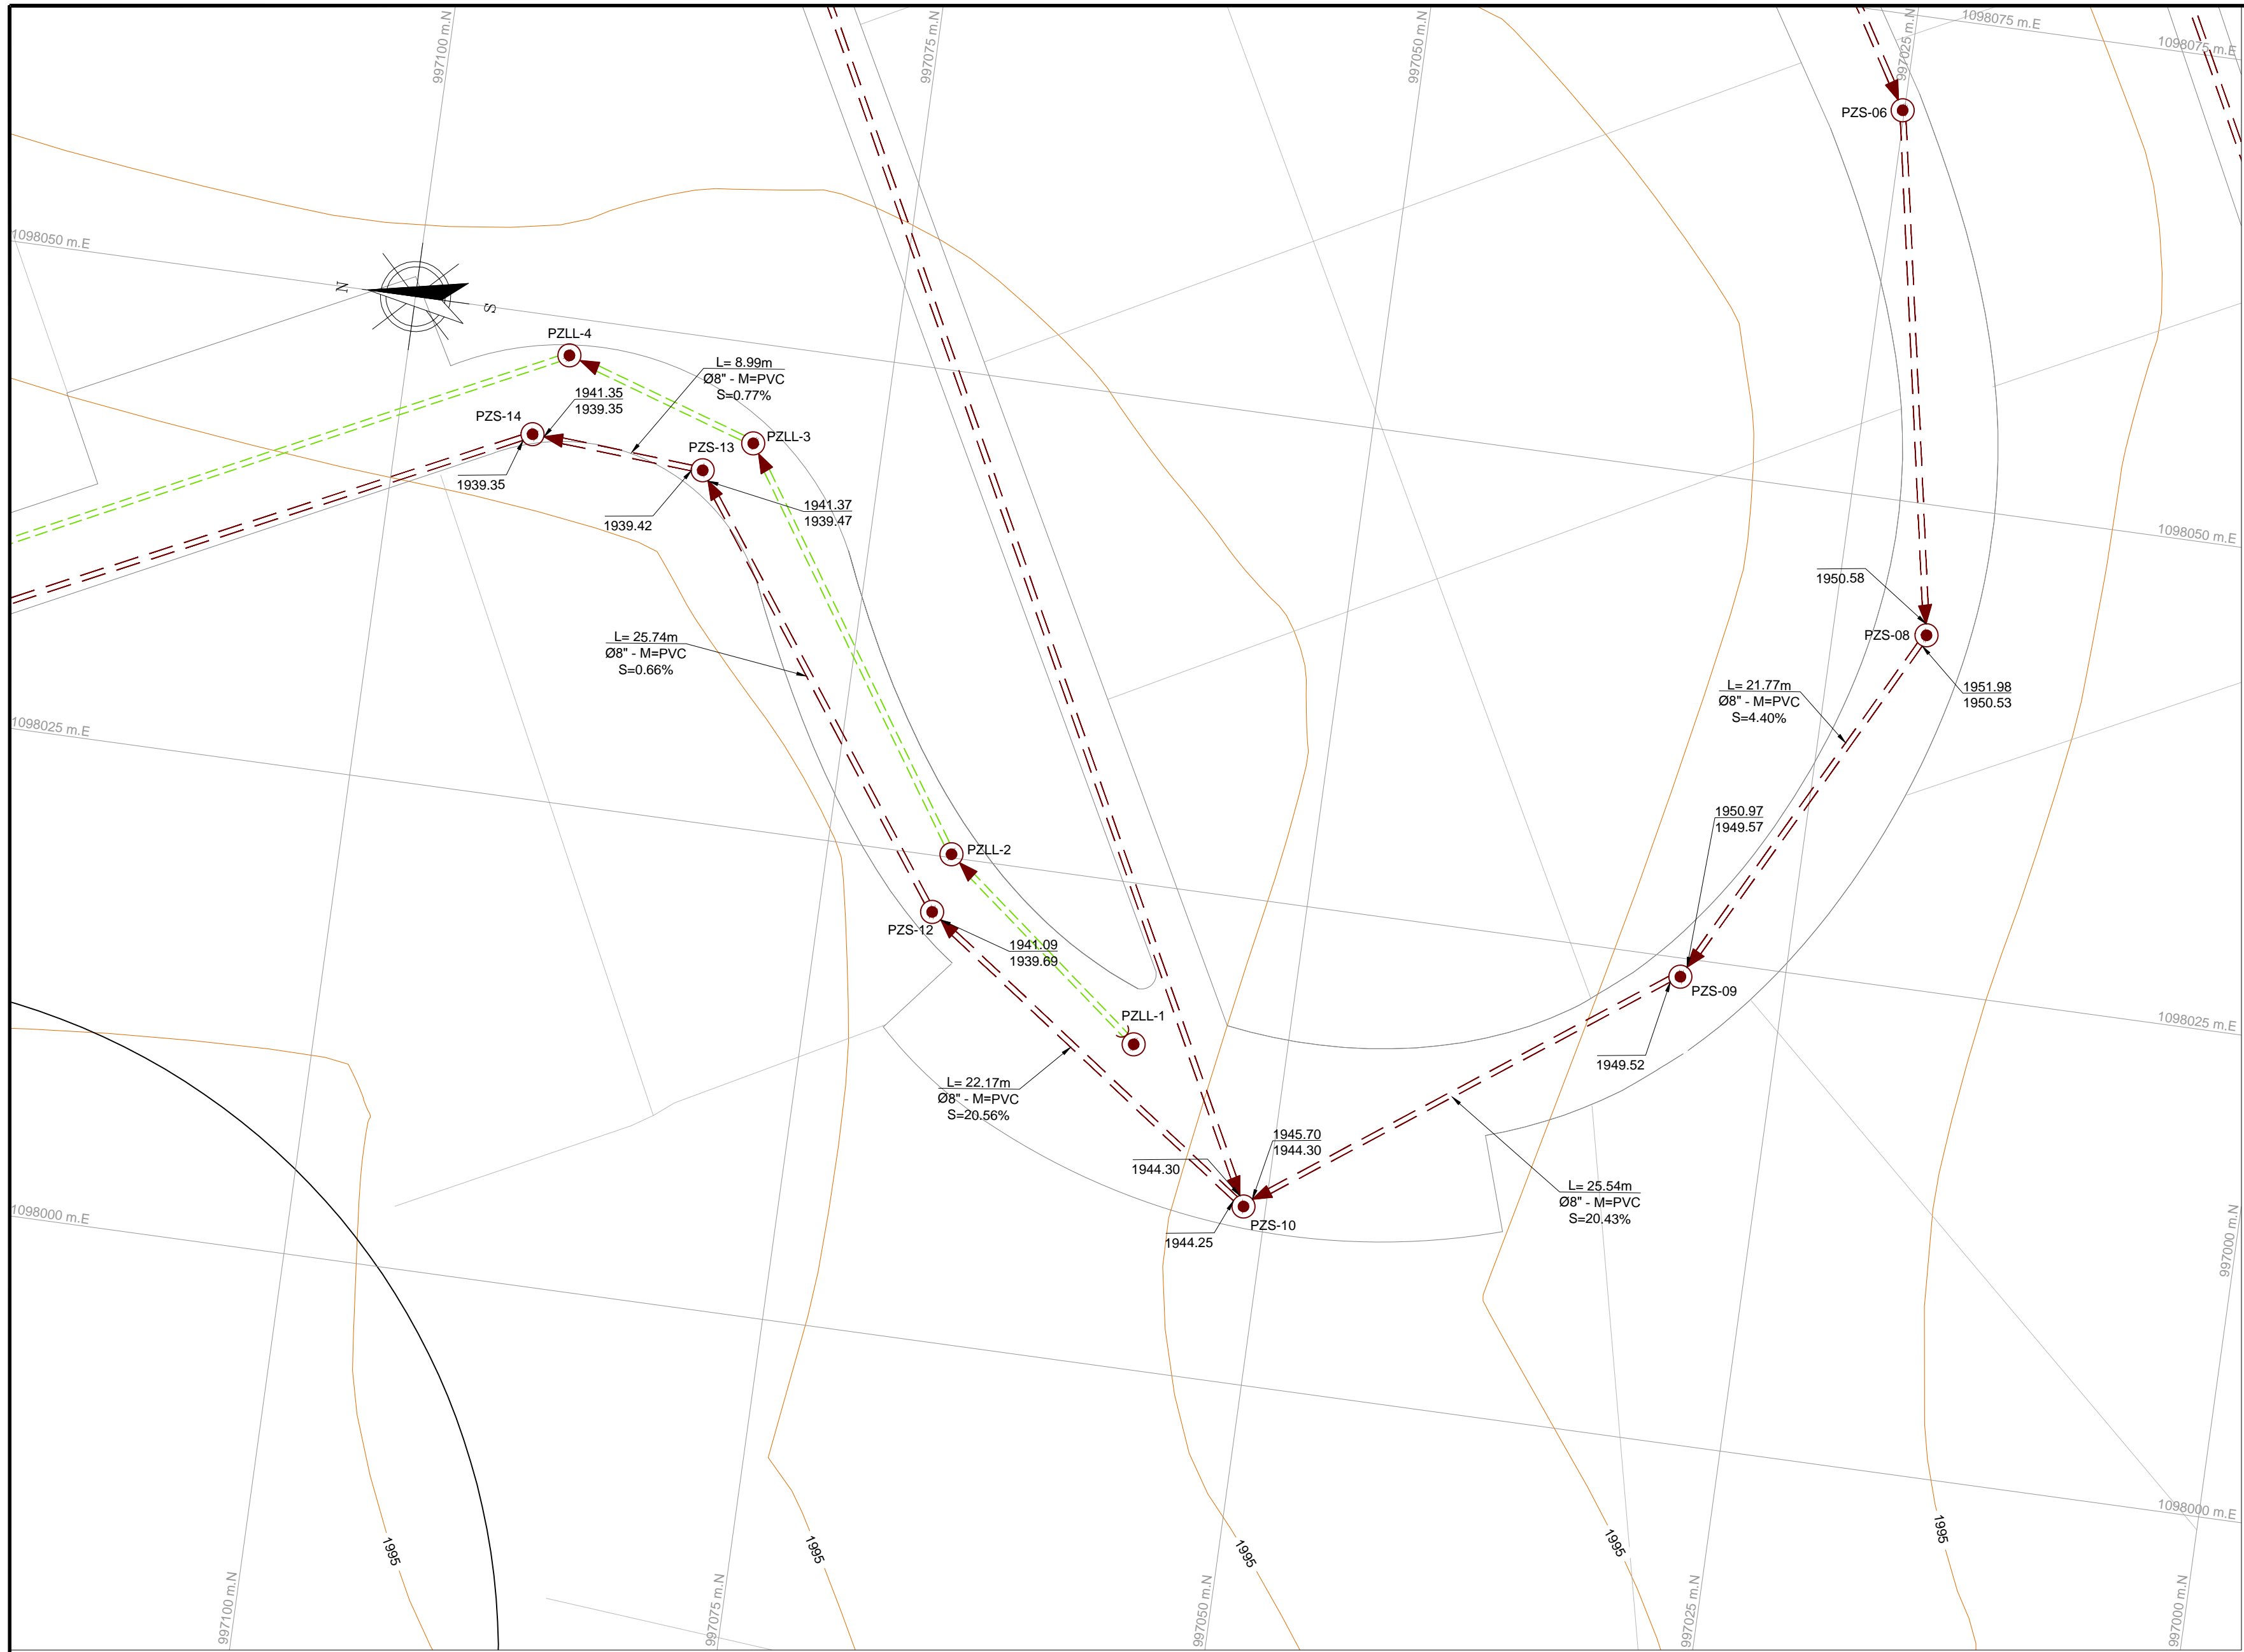 997100 m.N
997075 m.N
997050 m.N
997025 m.N
1098075 m.E
1098075 m.E
PZS-06
1098050 m.E
N
S
PZLL-4
L= 8.99m
Ø8" - M=PVC
S=0.77%
1941.35
1939.35
PZS-14
PZLL-3
PZS-13
1939.35
1941.37
1939.47
1939.42
1098050 m.E
1950.58
PZS-08
L= 25.74m
Ø8" - M=PVC
S=0.66%
L= 21.77m
Ø8" - M=PVC
S=4.40%
1951.98
1950.53
1098025 m.E
1950.97
1949.57
PZLL-2
PZS-12
1941.09
1939.69
PZS-09
PZLL-1
1098025 m.E
1949.52
L= 22.17m
Ø8" - M=PVC
S=20.56%
1945.70
1944.30
1944.30
L= 25.54m
Ø8" - M=PVC
S=20.43%
1098000 m.E
PZS-10
1944.25
997000 m.N
1098000 m.E
1995
1995
1995
1995
1995
997100 m.N
997075 m.N
997050 m.N
997025 m.N
997000 m.N